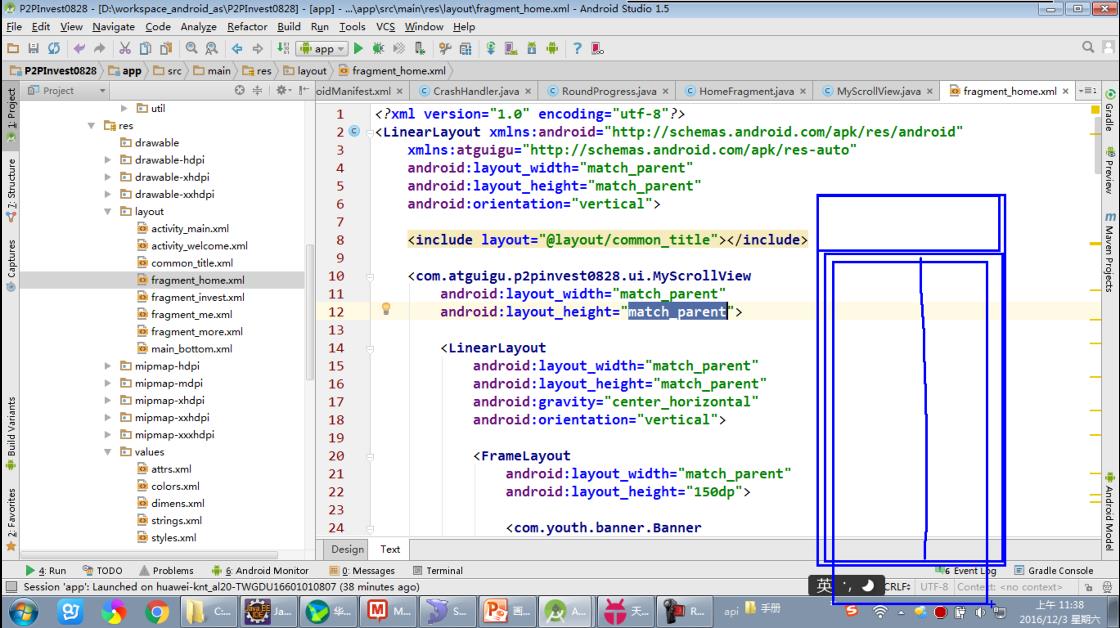 P2PInvest0828 - [D:\workspace_android_as\P2PInvest0828] - [app] - ...\app\src\main\res\layout\fragment_home.xml - Android Studio 1.5
File Edit View Navigate Code Analyze Refactor Build Run Tools VCS Window Help
app
P2PInvest0828 app src main res layout fragment_home.xml
Project
oidManifest.xml CrashHandler.java RoundProgress.java HomeFragment.java MyScrollView.java fragment_home.xml
util
res
drawable
drawable-hdpi
drawable-xhdpi
drawable-xxhdpi
layout
activity_main.xml
activity_welcome.xml
common_title.xml
fragment_home.xml
fragment_invest.xml
fragment_me.xml
fragment_more.xml
main_bottom.xml
mipmap-hdpi
mipmap-mdpi
mipmap-xhdpi
mipmap-xxhdpi
mipmap-xxxhdpi
values
attrs.xml
colors.xml
dimens.xml
strings.xml
styles.xml
1: Project
7: Structure
Captures
Build Variants
2: Favorites
1 <?xml version="1.0" encoding="utf-8"?>
2 <LinearLayout xmlns:android="http://schemas.android.com/apk/res/android"
3 xmlns:atguigu="http://schemas.android.com/apk/res-auto"
4 android:layout_width="match_parent"
5 android:layout_height="match_parent"
6 android:orientation="vertical">
7
8 <include layout="@layout/common_title"></include>
9
10 <com.atguigu.p2pinvest0828.ui.MyScrollView
11 android:layout_width="match_parent"
12 android:layout_height="match_parent">
13
14 <LinearLayout
15 android:layout_width="match_parent"
16 android:layout_height="match_parent"
17 android:gravity="center_horizontal"
18 android:orientation="vertical">
19
20 <FrameLayout
21 android:layout_width="match_parent"
22 android:layout_height="150dp">
23
24 <com.youth.banner.Banner
Gradle
Preview
Maven Projects
Android Model
Design Text
4: Run TODO Problems 6: Android Monitor 0: Messages Terminal 6 Event Log Gradle Console
Session 'app': Launched on huawei-knt_al20-TWGDU16601010807 (38 minutes ago) 英 CRLF÷ UTF-8 Context: <no context>
C... Ja... 华... M... S... 画... A... 天... R... api 手册
上午 11:38
2016/12/3 星期六